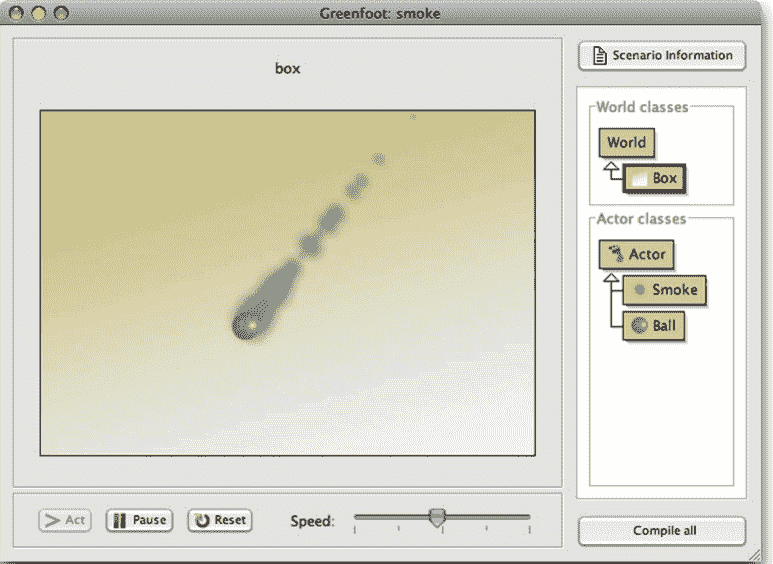 Greenfoot: smoke
box
Scenario Information
World classes
World
Box
Actor classes
Actor
Smoke
Ball
Act
Pause
Reset
Speed:
Compile all